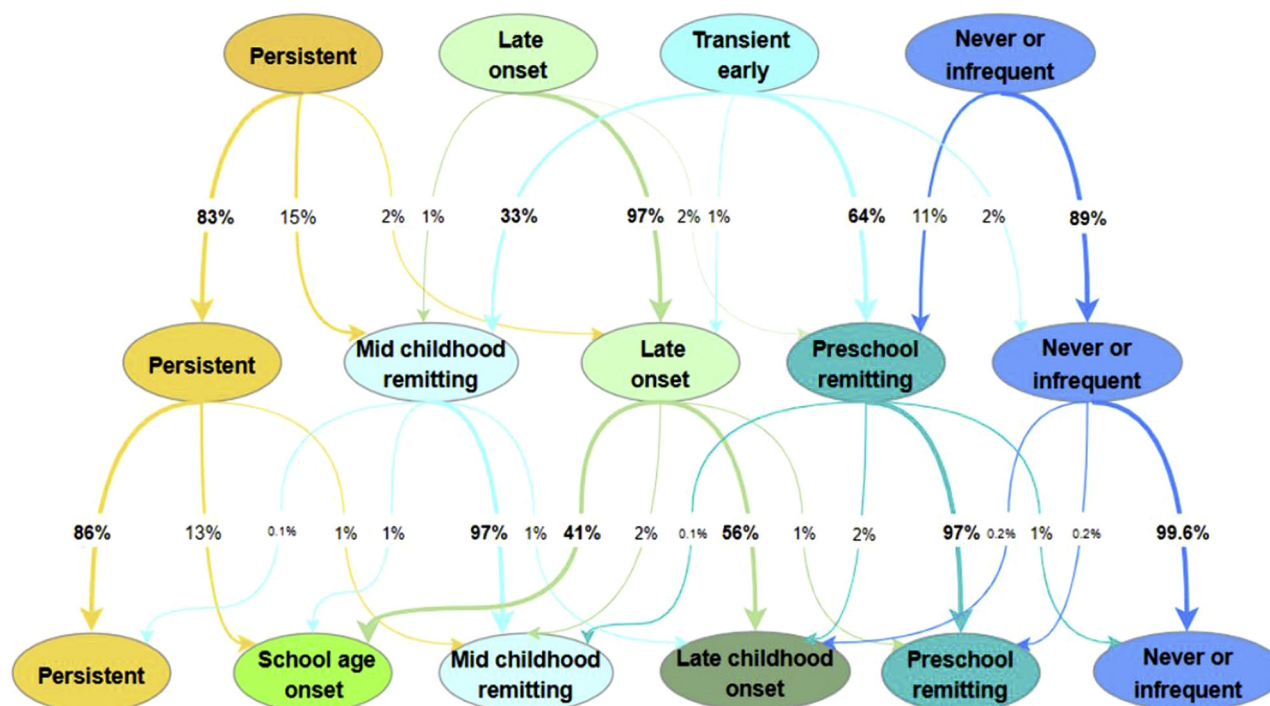 Persistent
Late
onset
Transient
early
Never or
infrequent
83% 15% 2% 1% 33% 97% 2% 1% 64% 11% 2% 89%
Persistent
Mid childhood
remitting
Late
onset
Preschool
remitting
Never or
infrequent
86% 13% 0.1% 1% 1% 97% 1% 41% 2% 0.1% 56% 1% 2% 97% 0.2% 1% 0.2% 99.6%
Persistent
School age
onset
Mid childhood
remitting
Late childhood
onset
Preschool
remitting
Never or
infrequent